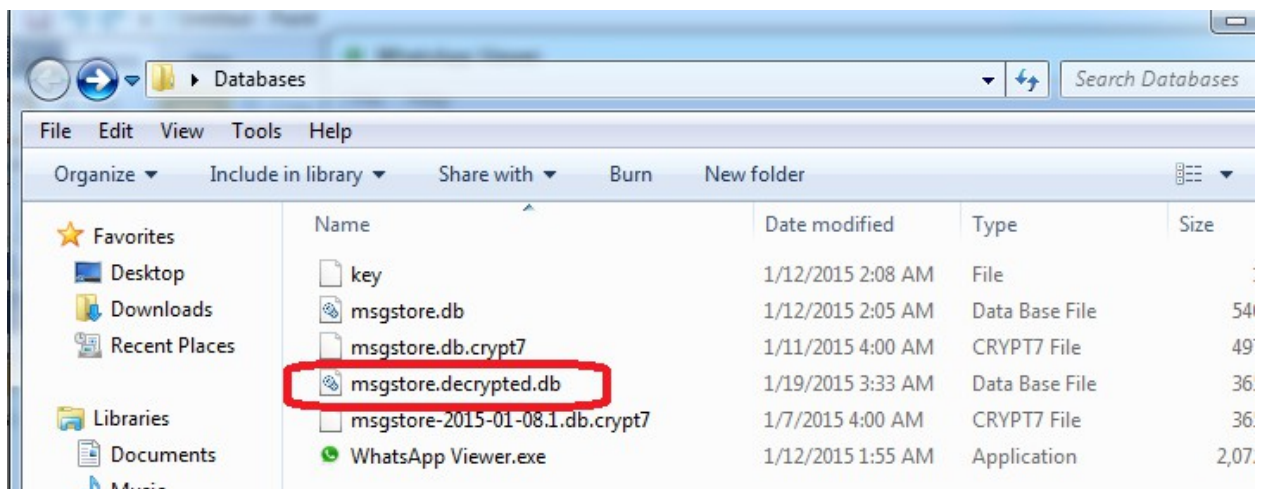 Databases
Search Databases
File Edit View Tools Help
Organize Include in library Share with Burn New folder
Name Date modified Type Size
Favorites
Desktop
Downloads
Recent Places
Libraries
Documents
key 1/12/2015 2:08 AM File
msgstore.db 1/12/2015 2:05 AM Data Base File
msgstore.db.crypt7 1/11/2015 4:00 AM CRYPT7 File
msgstore.decrypted.db 1/19/2015 3:33 AM Data Base File
msgstore-2015-01-08.1.db.crypt7 1/7/2015 4:00 AM CRYPT7 File
WhatsApp Viewer.exe 1/12/2015 1:55 AM Application